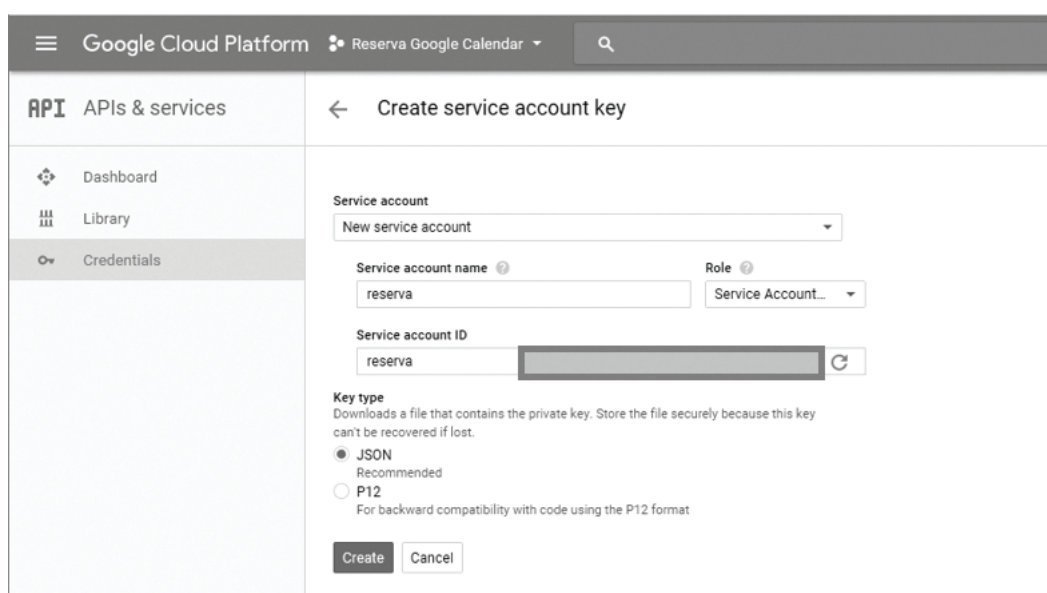 Google Cloud Platform Reserva Google Calendar
API APIs & services
Create service account key
Dashboard
Library
Credentials
Service account
New service account
Service account name Role
reserva Service Account...
Service account ID
reserva
Key type
Downloads a file that contains the private key. Store the file securely because this key
can't be recovered if lost.
JSON
Recommended
P12
For backward compatibility with code using the P12 format
Create Cancel